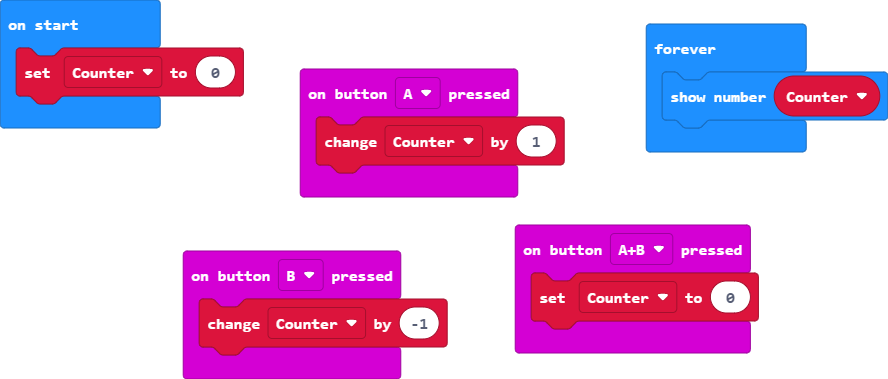 on start
set Counter to 0
forever
show number Counter
on button A pressed
change Counter by 1
on button B pressed
change Counter by -1
on button A+B pressed
set Counter to 0